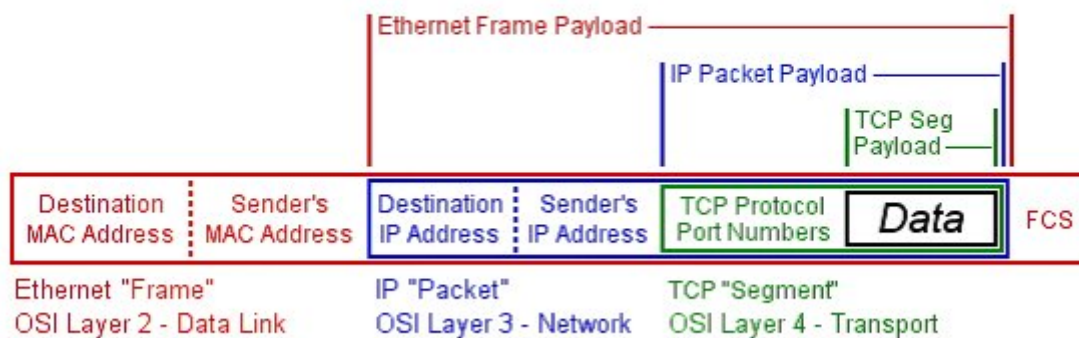 Ethernet Frame Payload
IP Packet Payload
TCP Seg
Payload
Destination
MAC Address
Sender's
MAC Address
Destination
IP Address
Sender's
IP Address
TCP Protocol
Port Numbers
Data
FCS
Ethernet "Frame"
OSI Layer 2 - Data Link
IP "Packet"
OSI Layer 3 - Network
TCP "Segment"
OSI Layer 4 - Transport